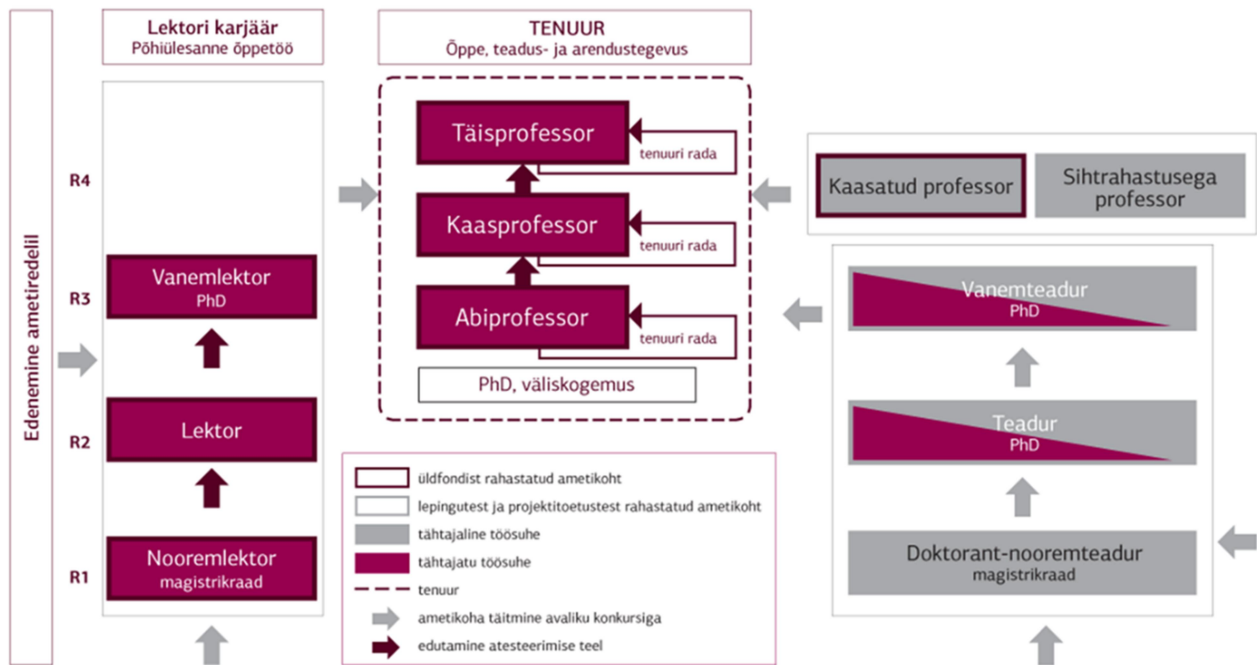 Edenemine ametiredelil
Lektori karjäär
Põhiülesanne õppetöö
R4
R3
R2
R1
Vanemlektor
PhD
Lektor
Nooremlektor
magistrikraad
TENUUR
Õppe, teadus- ja arendustegevus
Täisprofessor
tenuuri rada
Kaasprofessor
tenuuri rada
Abiprofessor
tenuuri rada
PhD, väliskogemus
üldfondist rahastatud ametikoht
lepingutest ja projektitoetustest rahastatud ametikoht
tähtajaline töösuhe
tähtajatu töösuhe
tenuur
ametikoha täitmine avaliku konkursiga
edutamine atesteerimise teel
Kaasatud professor
Sihtrahastusega
professor
Vanemteadur
PhD
Teadur
PhD
Doktorant-nooremteadur
magistrikraad